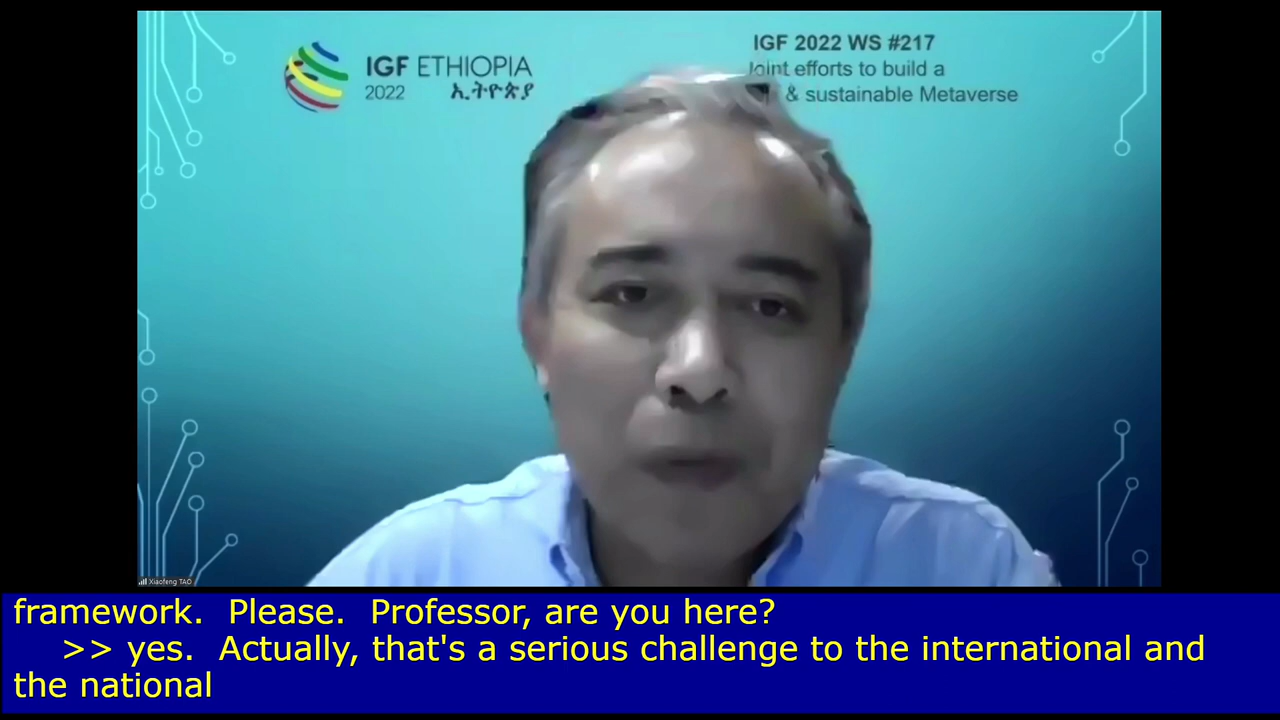 IGF ETHIOPIA
2022 ኢትዮጵያ
IGF 2022 WS #217
Joint efforts to build a
& sustainable Metaverse
Xiaofeng TAO
framework. Please. Professor, are you here?
>> yes. Actually, that's a serious challenge to the international and
the national